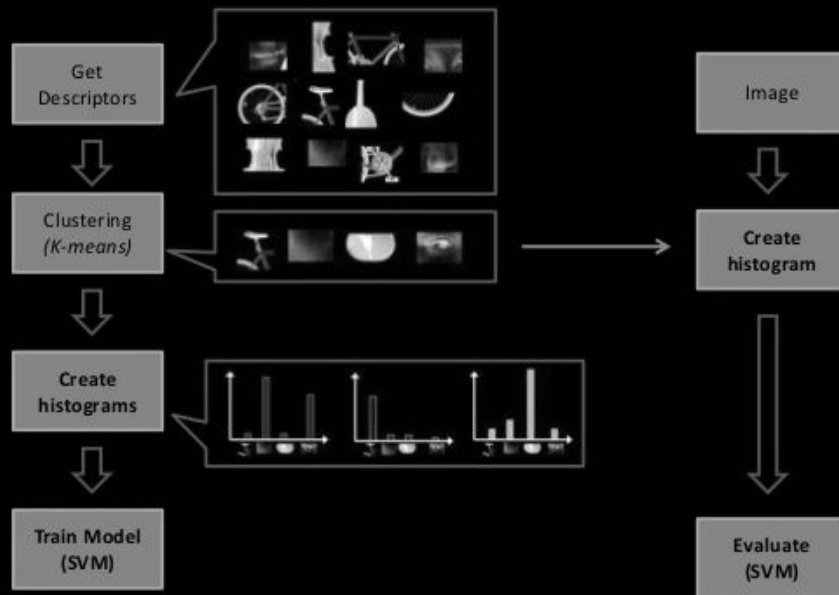 Get
Descriptors
Clustering
(K-means)
Create
histograms
Train Model
(SVM)
Image
Create
histogram
Evaluate
(SVM)